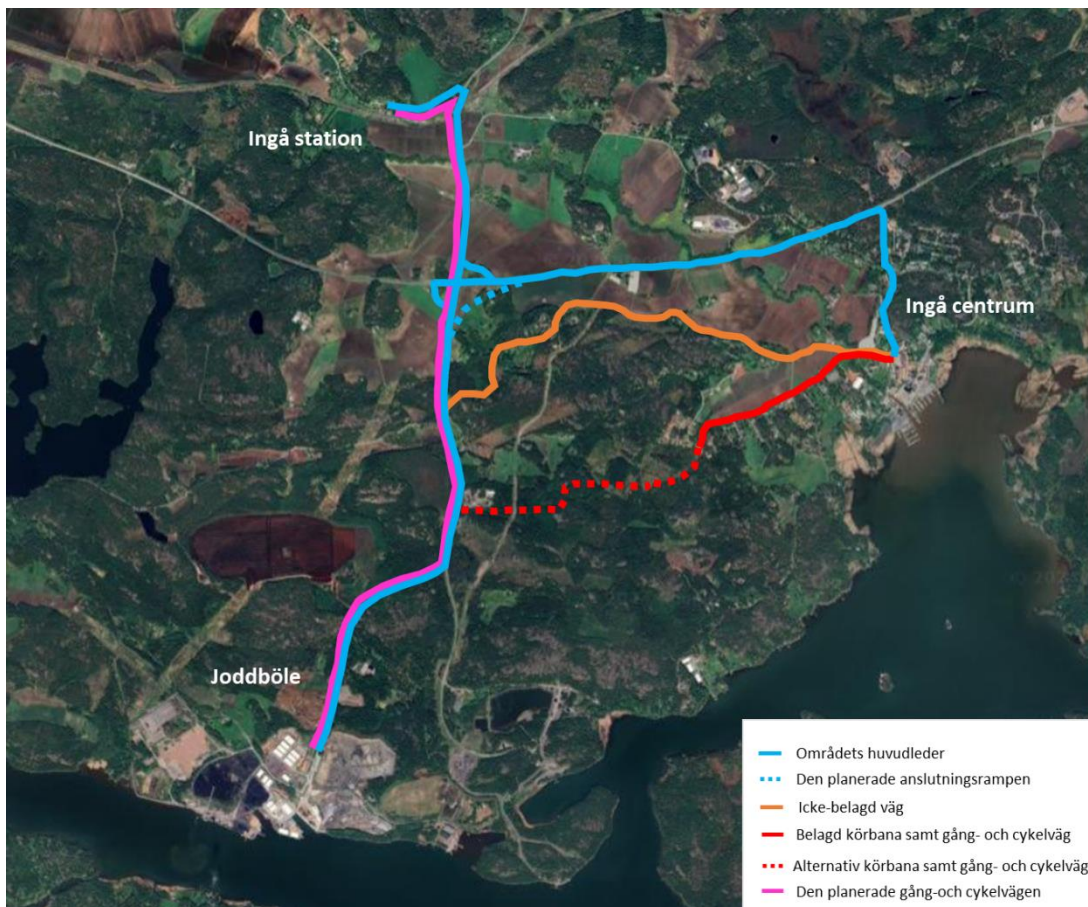 Ingå station
Ingå centrum
Joddböle
Områdets huvudleder
Den planerade anslutningsrampen
Icke-belagd väg
Belagd körbana samt gång- och cykelväg
Alternativ körbana samt gång- och cykelväg
Den planerade gång-och cykelvägen